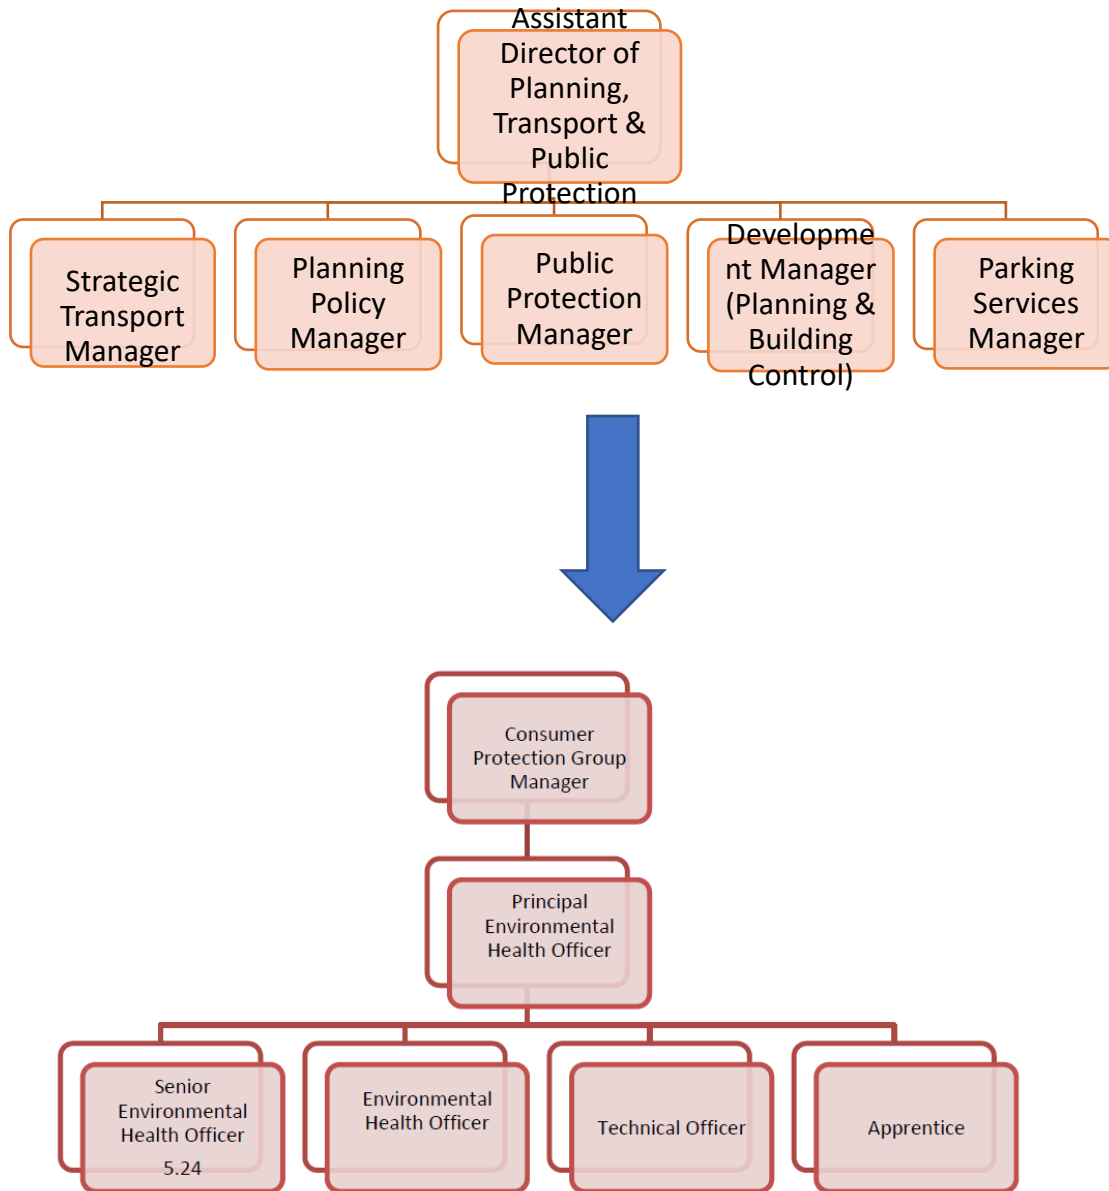 Assistant
Director of
Planning,
Transport &
Public
Protection
Strategic
Transport
Manager
Planning
Policy
Manager
Public
Protection
Manager
Developme
nt Manager
(Planning &
Building
Control)
Parking
Services
Manager
Consumer
Protection Group
Manager
Principal
Environmental
Health Officer
Senior
Environmental
Health Officer
5.24
Environmental
Health Officer
Technical Officer
Apprentice